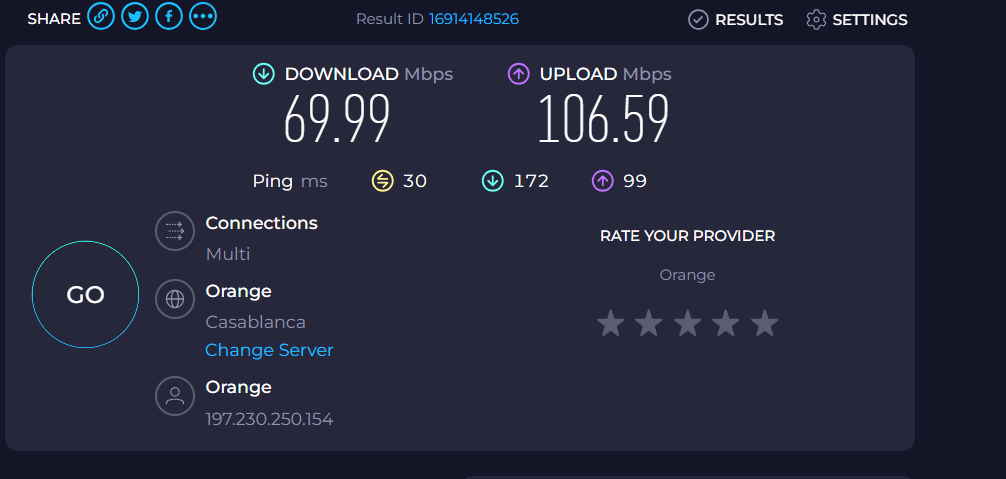 SHARE Result ID 16914148526 RESULTS SETTINGS
DOWNLOAD Mbps UPLOAD Mbps
69.99 106.59
Ping ms 30 172 99
Connections
Multi
RATE YOUR PROVIDER
Orange
GO
Orange
Casablanca
Change Server
Orange
197.230.250.154